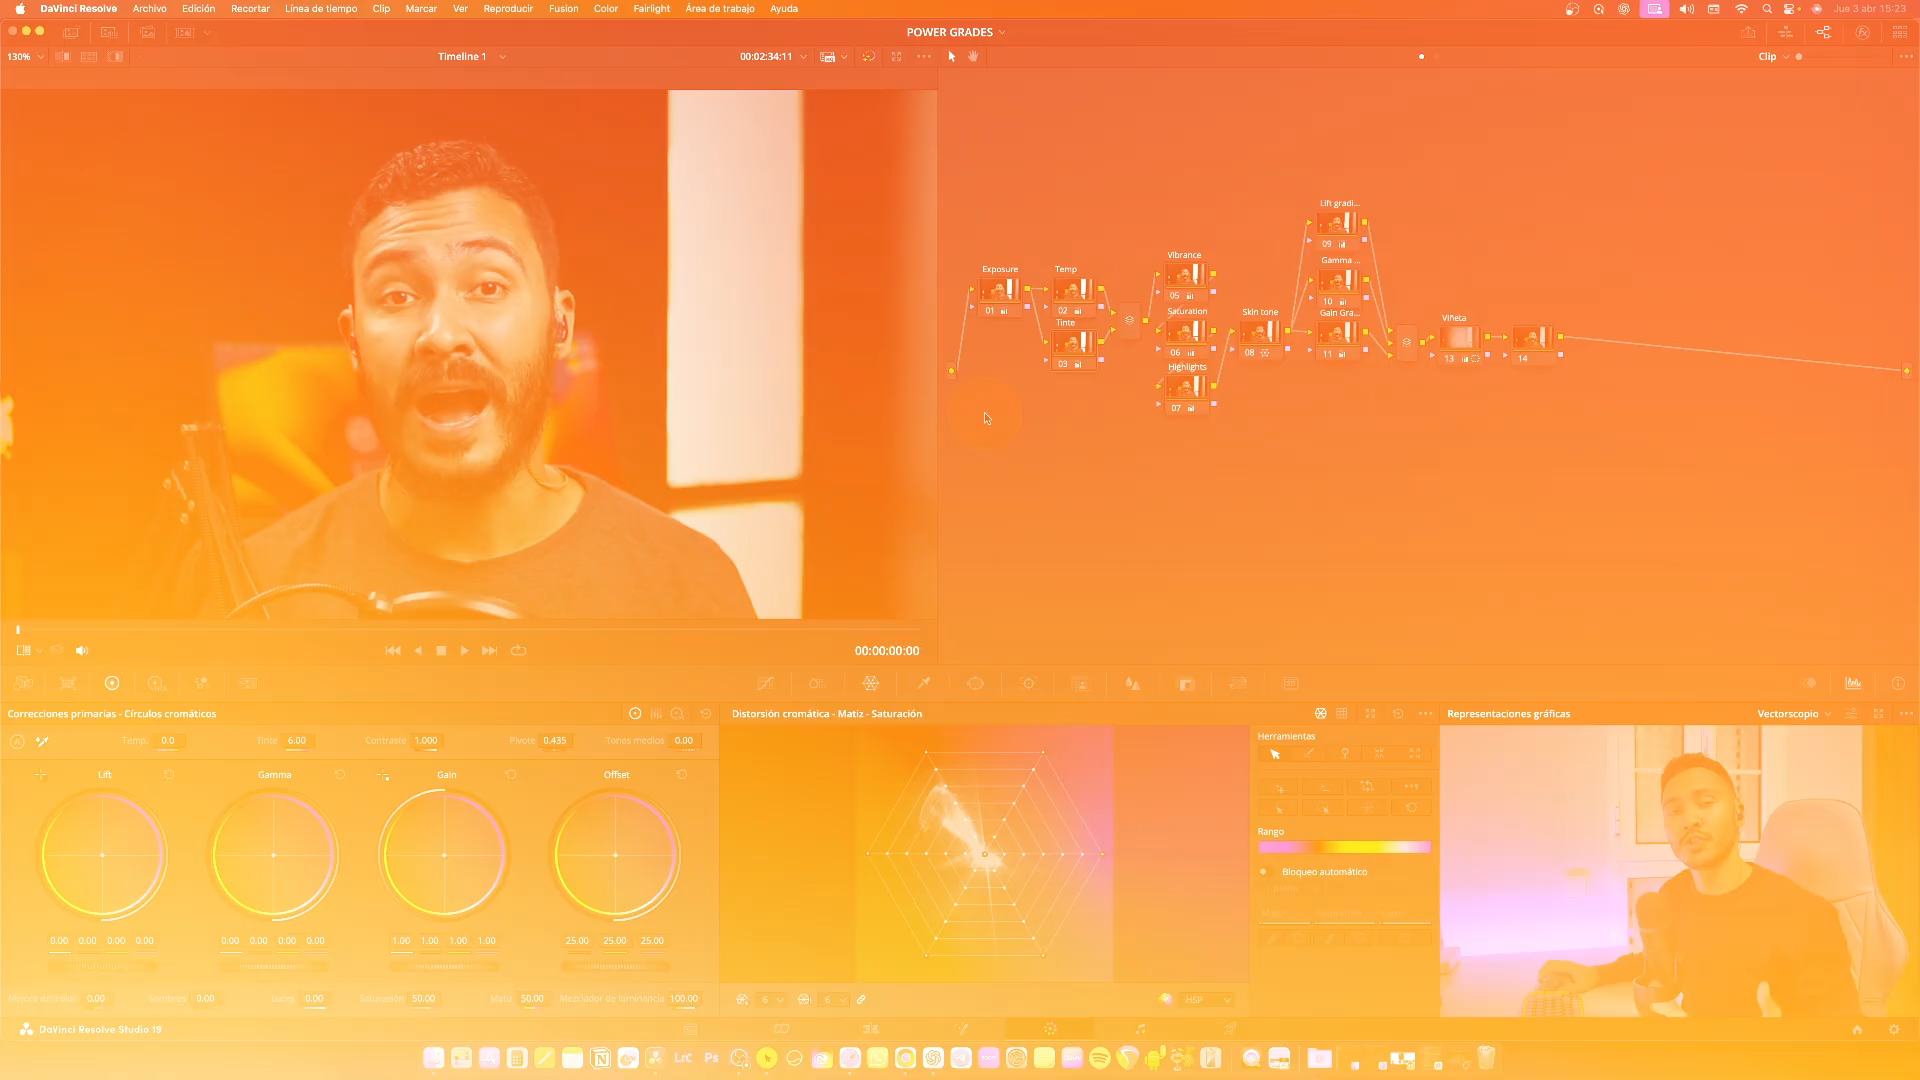 DaVinci Resolve Archivo Edición Recortar Línea de tiempo Clip Marcar Ver Reproducir Fusion Color Fairlight Área de trabajo Ayuda
Jue 3 abr 15:23
POWER GRADES
130%
Timeline 1
00:02:34:11
Clip
Lift gradi...
09
Vibrance
05
Gamma ...
10
Exposure
01
Temp
02
Saturation
06
Skin tone
08
Gain Gra...
11
Viñeta
13
14
Tinte
03
Highlights
07
00:00:00:00
Correcciones primarias - Círculos cromáticos
Distorsión cromática - Matiz - Saturación
Representaciones gráficas
Vectorscopio
Temp. 0.0 Tinte 6.00 Contraste 1.000 Pivote 0.435 Tonos medios 0.00
Herramientas
Lift Gamma Gain Offset
Rango
Bloqueo automático
0.00 0.00 0.00 0.00
0.00 0.00 0.00 0.00
1.00 1.00 1.00 1.00
25.00 25.00 25.00
0.00 Sombras 0.00 Luces 0.00 Saturación 50.00 Matiz 50.00 Mezclador de luminancia 100.00
6 6 HSP
DaVinci Resolve Studio 19
LrC Ps